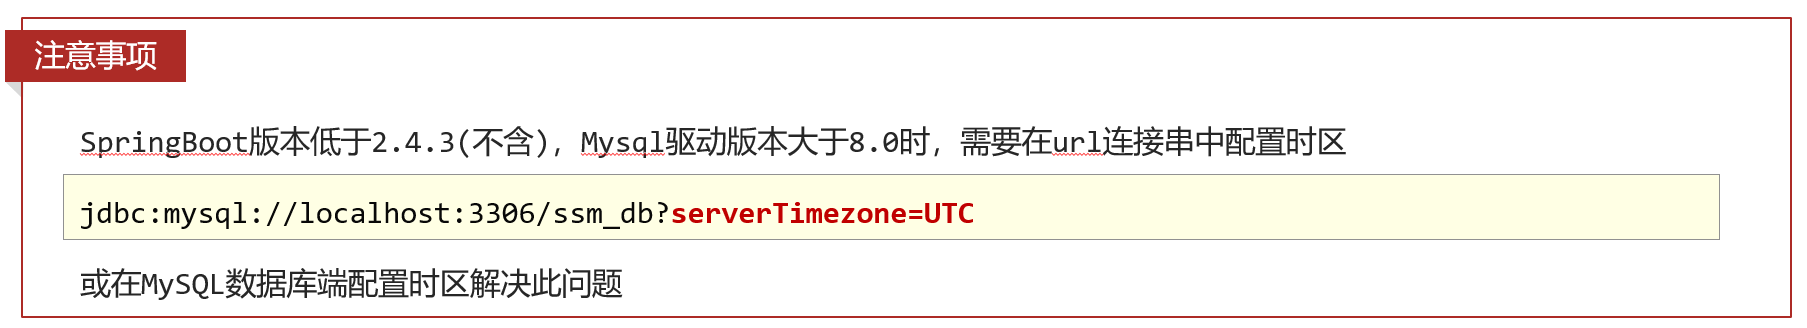 注意事项
SpringBoot版本低于2.4.3(不含)，Mysql驱动版本大于8.0时，需要在url连接串中配置时区
jdbc:mysql://localhost:3306/ssm_db?serverTimezone=UTC
或在MySQL数据库端配置时区解决此问题